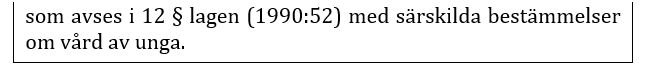 som avses i 12 § lagen (1990:52) med särskilda bestämmelser
om vård av unga.